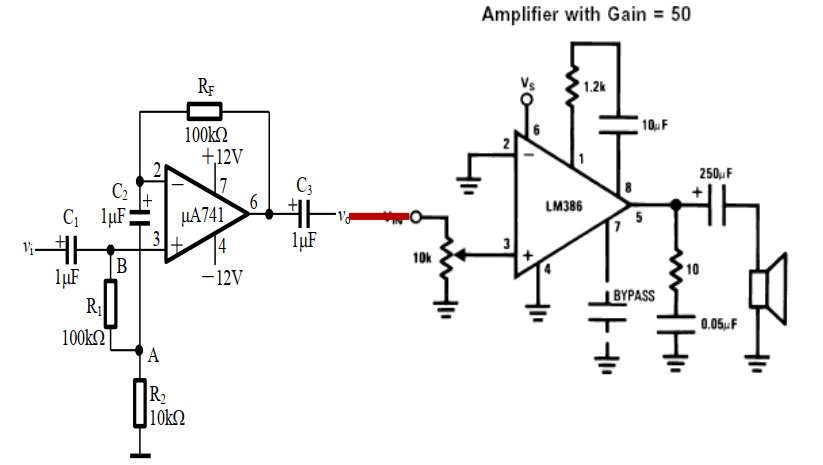 Amplifier with Gain = 50
R_F
100kΩ
+12V
2
−
7
C₂
+
1μF
μA741
6
C₃
+
1μF
C₁
+
vᵢ
1μF
3
+
4
−12V
B
R₁
100kΩ
A
R₂
10kΩ
vₒ
10k
Vs
6
2
−
1.2k
10μF
1
8
LM386
5
7
3
+
4
BYPASS
250μF
+
10
0.05μF